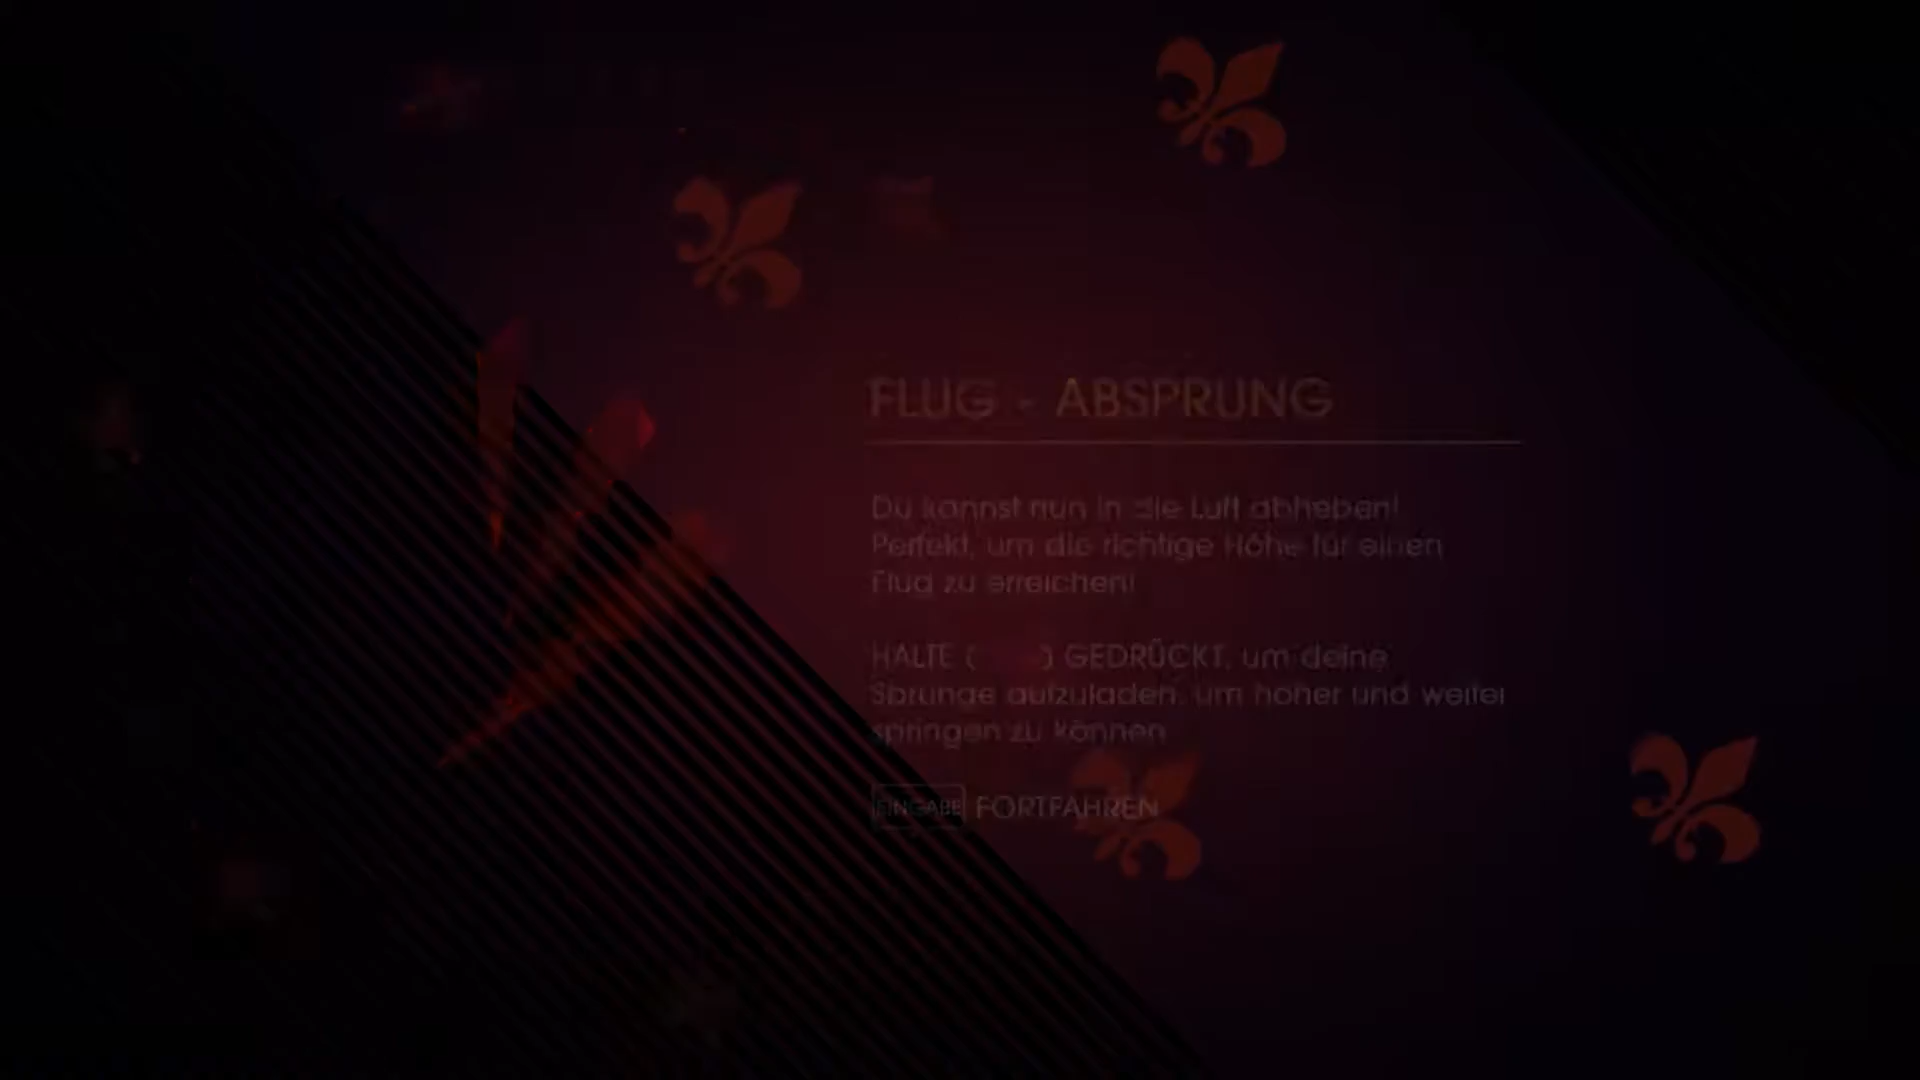 FLUG - ABSPRUNG
Du kannst nun in die Luft abheben!
Perfekt, um die richtige Höhe für einen
Flug zu erreichen!
HALTE ( ) GEDRÜCKT, um deine
Sprünge aufzuladen, um höher und weiter
springen zu können
EINGABE FORTFAHREN